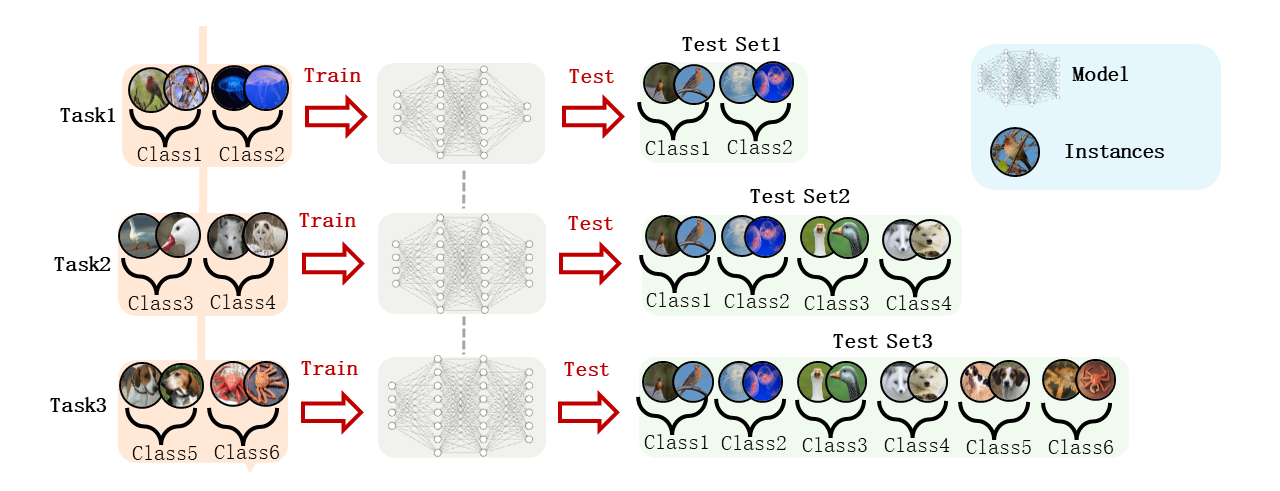 Test Set1
Train
Test
Model
Task1
Class1
Class2
Class1
Class2
Instances
Test Set2
Train
Test
Task2
Class3
Class4
Class1
Class2
Class3
Class4
Test Set3
Train
Test
Task3
Class5
Class6
Class1
Class2
Class3
Class4
Class5
Class6